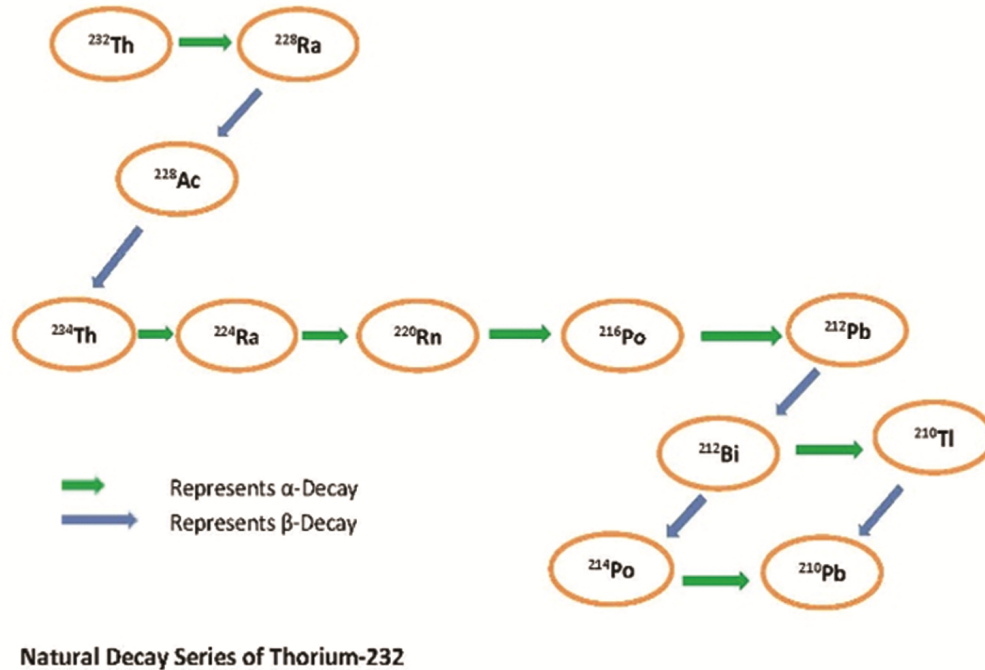 ²³²Th
²²⁸Ra
²²⁸Ac
²³⁴Th
²²⁴Ra
²²⁰Rn
²¹⁶Po
²¹²Pb
²¹²Bi
²¹⁰Tl
Represents α-Decay
Represents β-Decay
²¹⁴Po
²¹⁰Pb
Natural Decay Series of Thorium-232